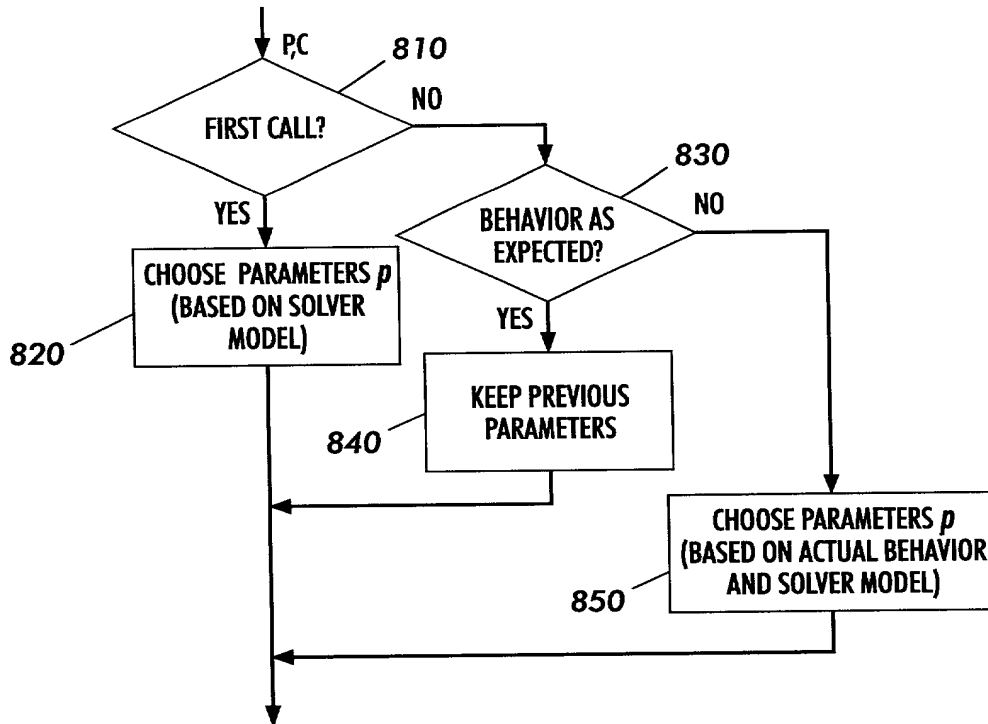 P,C
810
FIRST CALL?
NO
830
YES
BEHAVIOR AS
EXPECTED?
NO
CHOOSE PARAMETERS p
(BASED ON SOLVER
MODEL)
820
YES
KEEP PREVIOUS
PARAMETERS
840
CHOOSE PARAMETERS p
(BASED ON ACTUAL BEHAVIOR
AND SOLVER MODEL)
850